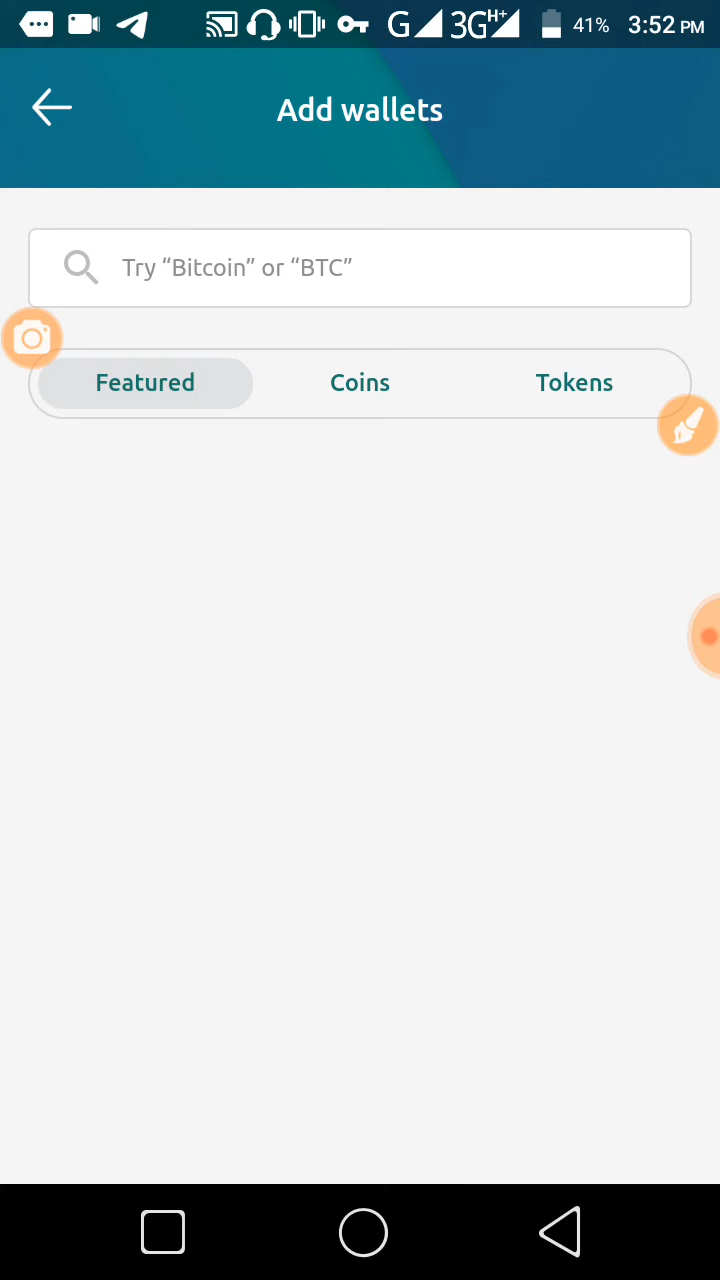 G 3G H+ 41% 3:52 PM
Add wallets
Try “Bitcoin” or “BTC”
Featured Coins Tokens